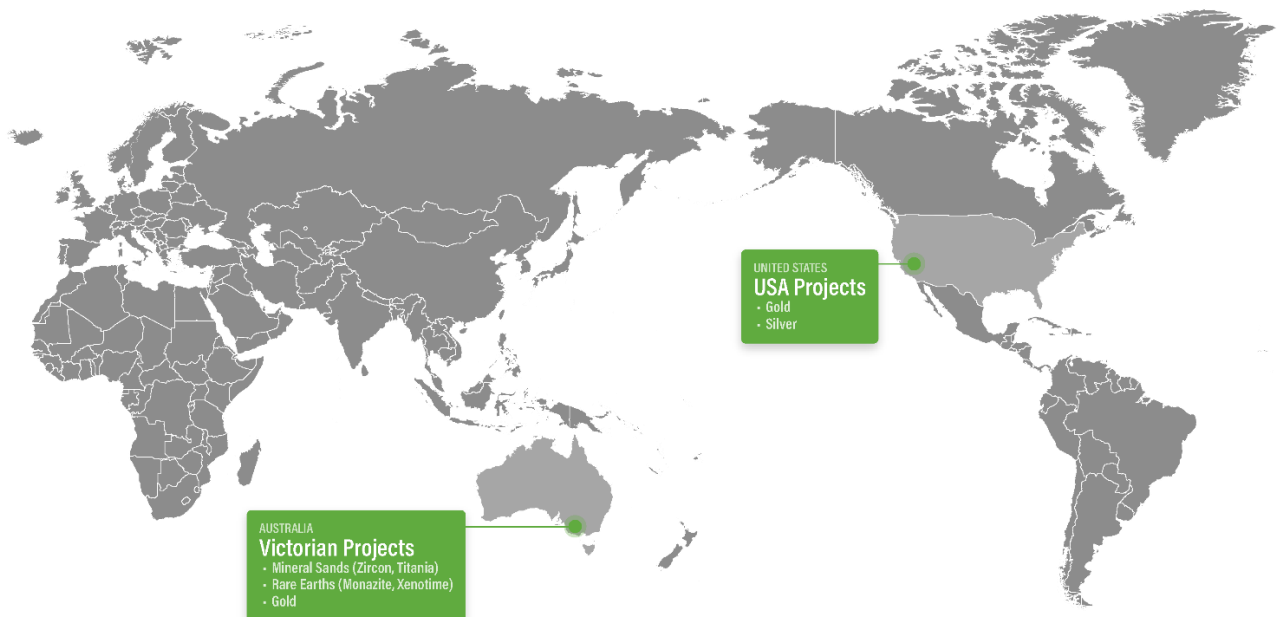 UNITED STATES
USA Projects
• Gold
• Silver
AUSTRALIA
Victorian Projects
• Mineral Sands (Zircon, Titania)
• Rare Earths (Monazite, Xenotime)
• Gold